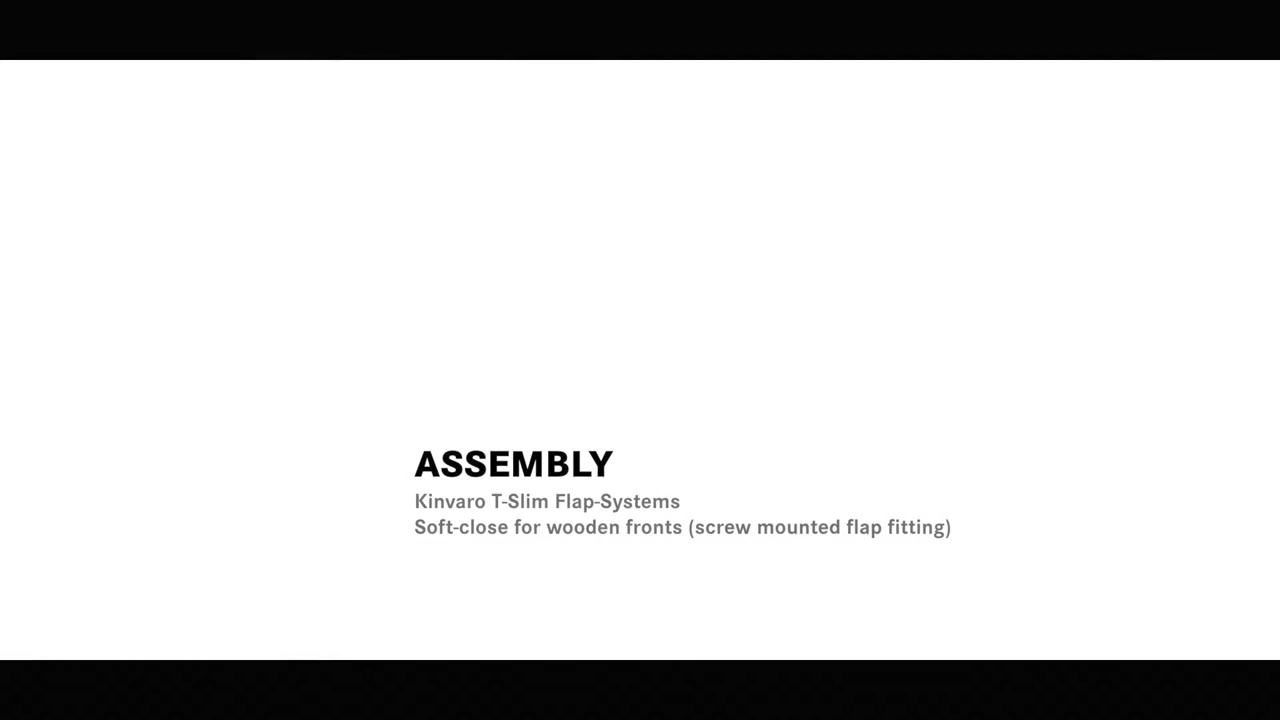 ASSEMBLY
Kinvaro T-Slim Flap-Systems
Soft-close for wooden fronts (screw mounted flap fitting)